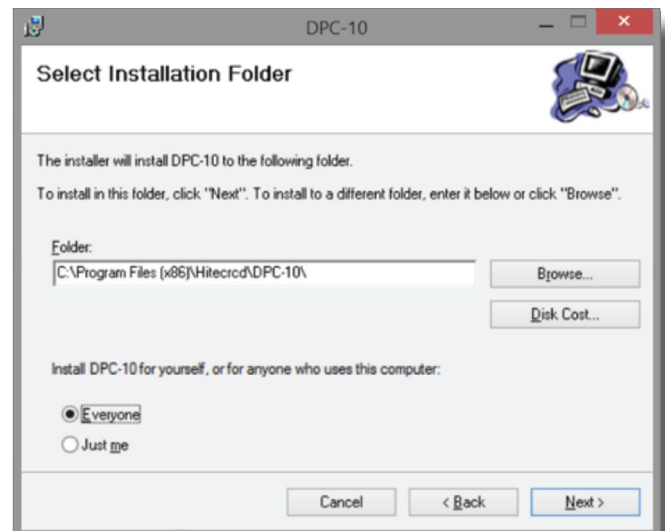 DPC-10
Select Installation Folder
The installer will install DPC-10 to the following folder.
To install in this folder, click "Next". To install to a different folder, enter it below or click "Browse".
Folder:
C:\Program Files (x86)\Hitecrcd\DPC-10\
Browse...
Disk Cost...
Install DPC-10 for yourself, or for anyone who uses this computer:
Everyone
Just me
Cancel
< Back
Next >